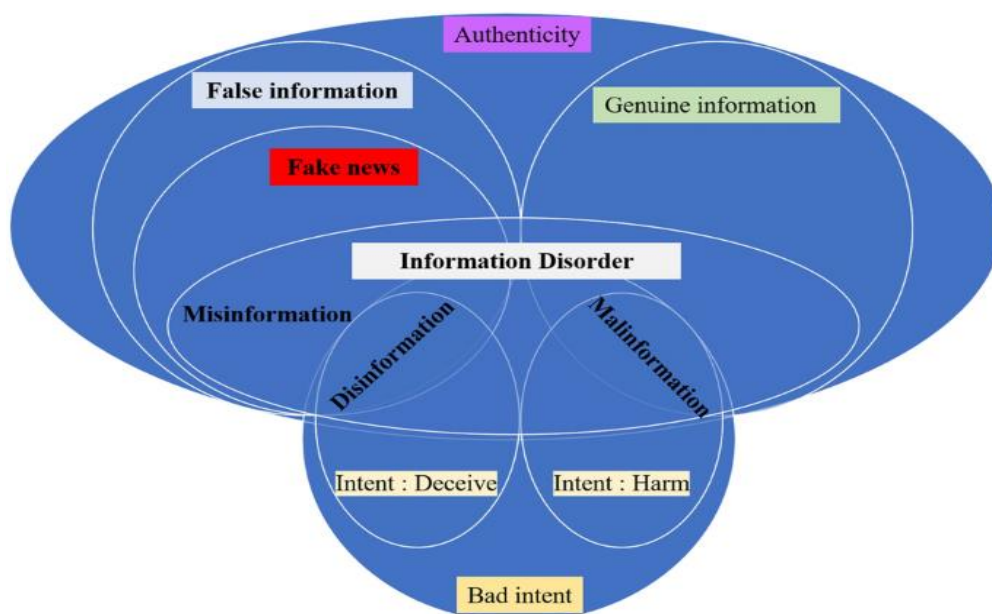 Authenticity
False information
Genuine information
Fake news
Information Disorder
Misinformation
Disinformation
Malinformation
Intent : Deceive
Intent : Harm
Bad intent